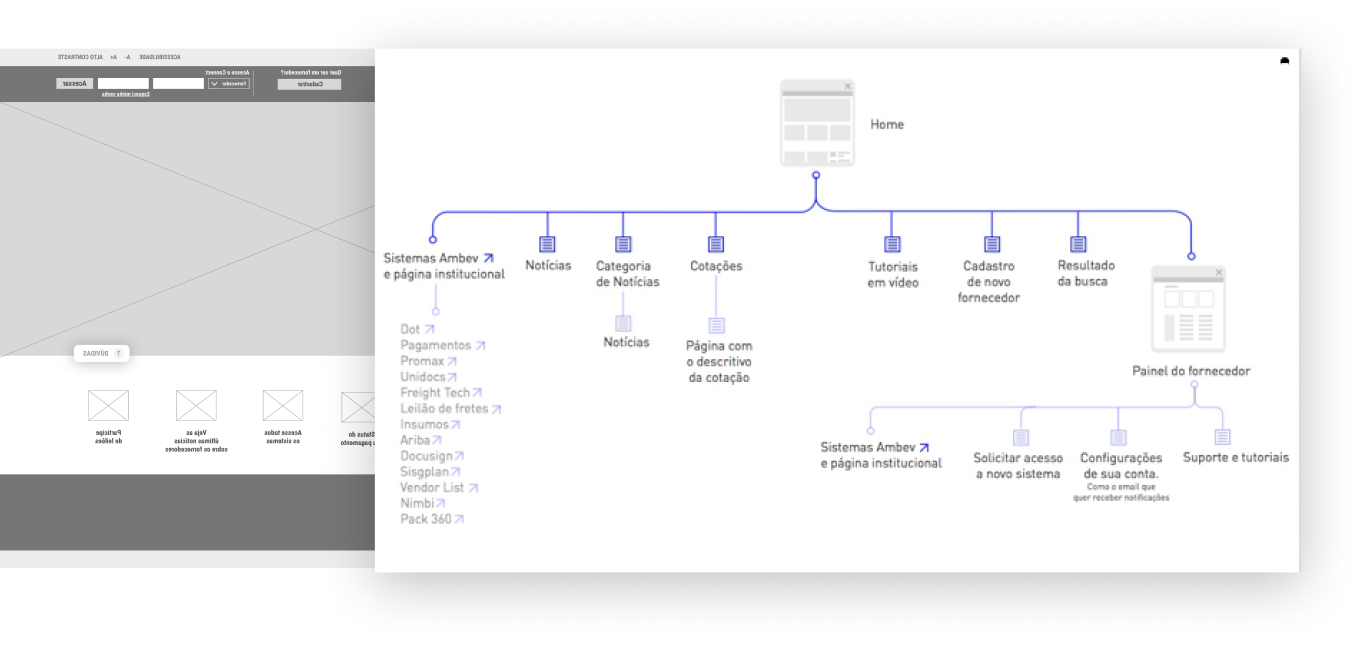 ACESSIBILIDADE A- A+ ALTO CONTRASTE
Quer ser um fornecedor?
Cadastrar
Acesse o Connect
Fornecedor
Acessar
Esqueci minha senha
? DÚVIDAS
Status do
pagamento
Acesse todos
os sistemas
Veja as
últimas notícias
sobre os fornecedores
Participe
de leilões
Home
Sistemas Ambev
e página institucional
Notícias
Categoria
de Notícias
Cotações
Tutoriais
em vídeo
Cadastro
de novo
fornecedor
Resultado
da busca
Dot
Pagamentos
Promax
Unidocs
Freight Tech
Leilão de fretes
Insumos
Ariba
Docusign
Sisgplan
Vendor List
Nimbi
Pack 360
Notícias
Página com
o descritivo
da cotação
Painel do fornecedor
Sistemas Ambev
e página institucional
Solicitar acesso
a novo sistema
Configurações
de sua conta.
Como o email que
quer receber notificações
Suporte e tutoriais